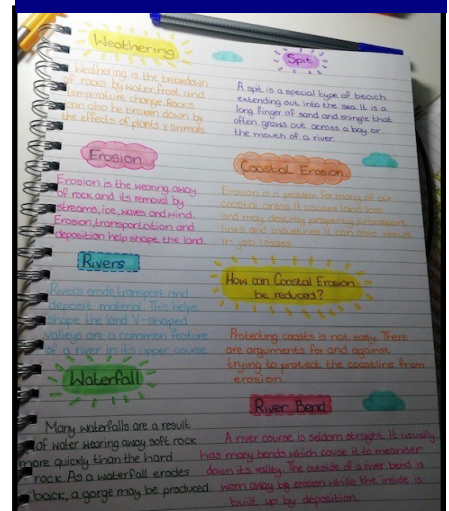 Weathering
Weathering is the breakdown
of rocks by water, frost and
temperature change. Rocks
can also be broken down by
the effects of plants & animals.
Spit
A spit is a special type of beach
extending out into the sea. It is a
long finger of sand and shingle that
often grows out across a bay or
the mouth of a river.
Erosion
Erosion is the wearing away
of rock and its removal by
streams, ice, waves and wind.
Erosion, transportation and
deposition help shape the land.
Coastal Erosion
Erosion is a problem for many of our
coastal areas. It causes land loss
and may destroy property, transport
links and industries. It can also result
in job losses.
Rivers
Rivers erode, transport and
deposit material. This helps
shape the land. V-shaped
valleys are a common feature
of a river in its upper course.
How can Coastal Erosion
be reduced?
Protecting coasts is not easy. There
are arguments for and against
trying to protect the coastline from
erosion.
Waterfall
Many waterfalls are a result
of water wearing away soft rock
more quickly than the hard
rock. As a waterfall erodes
back, a gorge may be produced.
River Bend
A river course is seldom straight. It usually
has many bends which cause it to meander
down its valley. The outside of a river bend is
worn away by erosion while the inside is
built up by deposition.